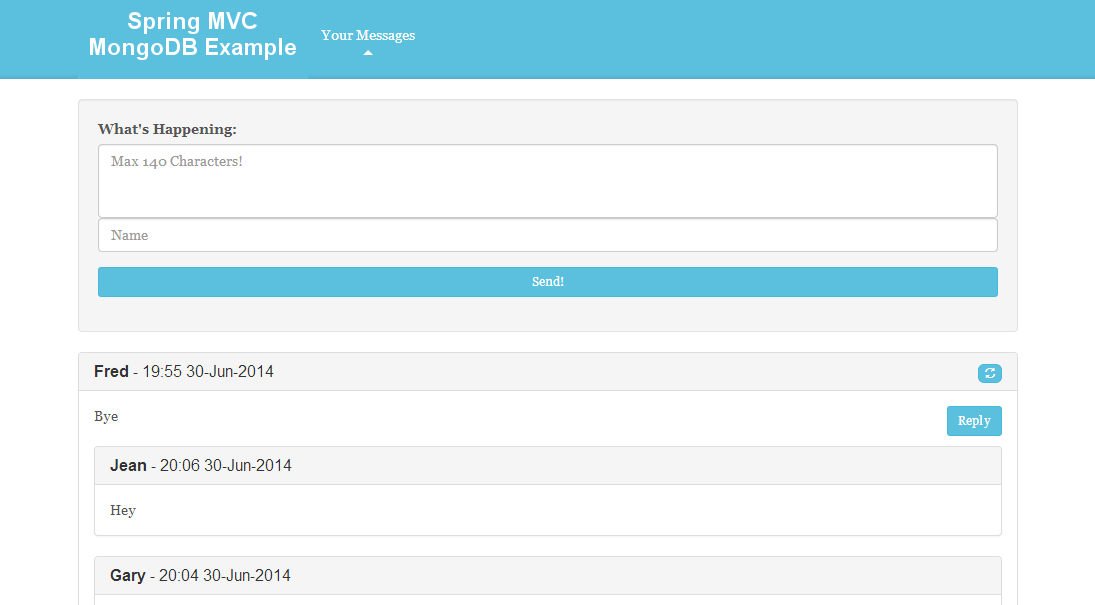 Spring MVC
MongoDB Example
Your Messages
What's Happening:
Max 140 Characters!
Name
Send!
Fred - 19:55 30-Jun-2014
Bye
Reply
Jean - 20:06 30-Jun-2014
Hey
Gary - 20:04 30-Jun-2014